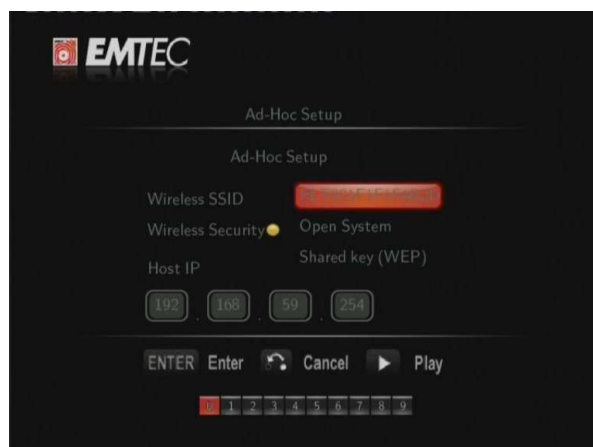 EMTEC
Ad-Hoc Setup
Ad-Hoc Setup
Wireless SSID
Wireless Security Open System
Shared key (WEP)
Host IP
192 . 168 . 59 . 254
ENTER Enter Cancel Play
0 1 2 3 4 5 6 7 8 9